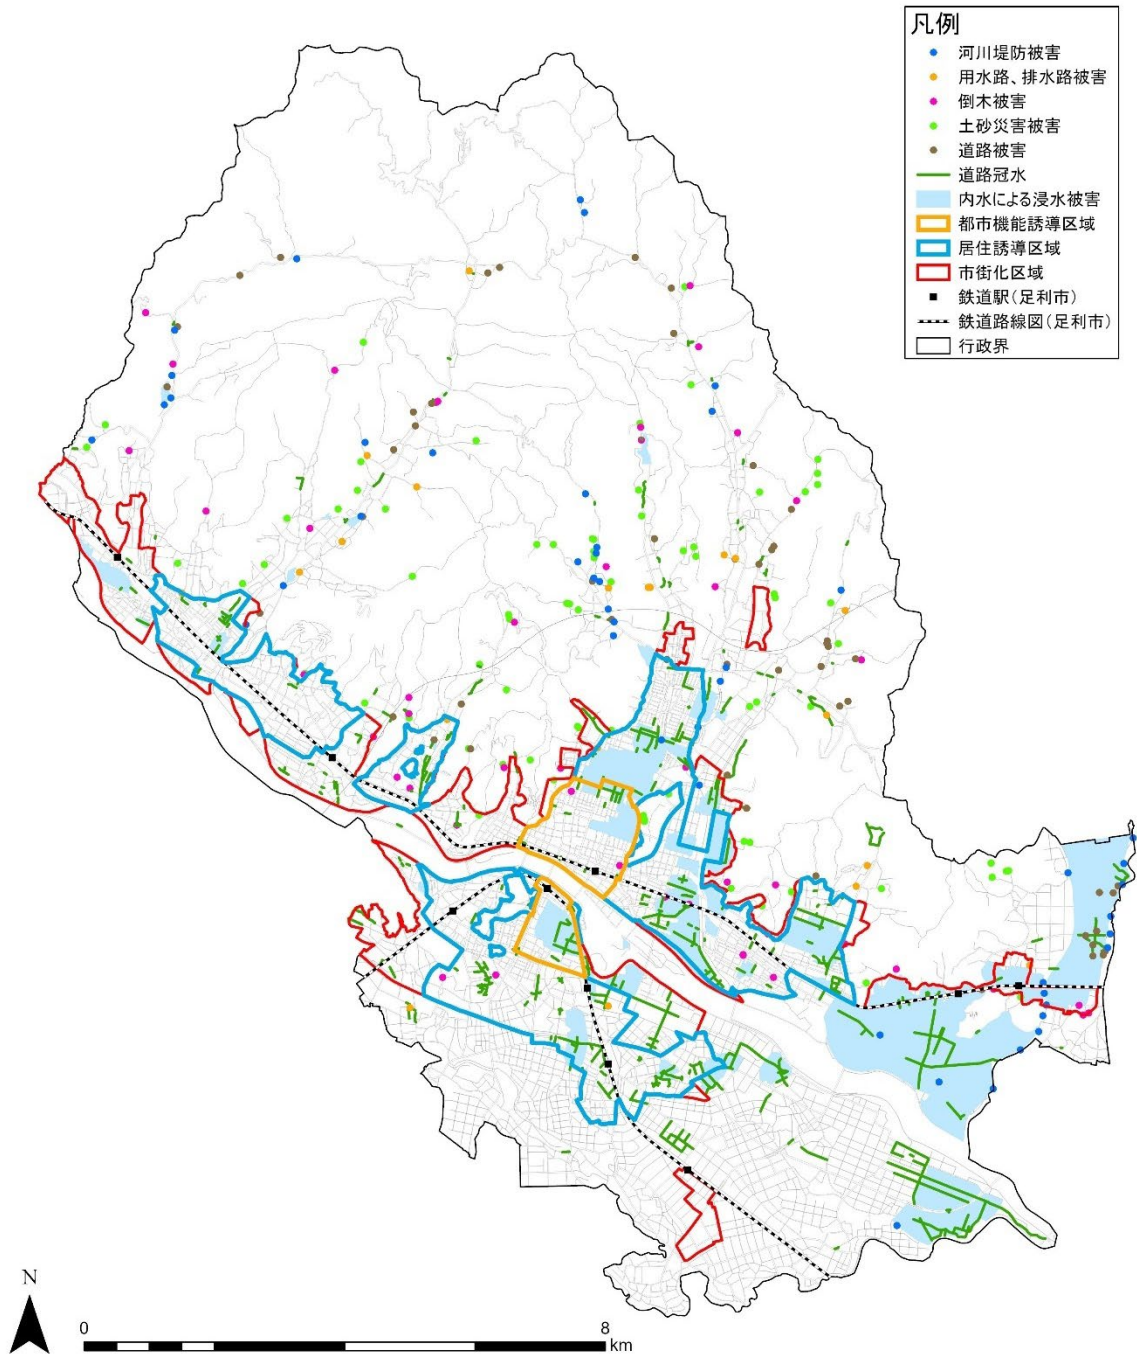 凡例
河川堤防被害
用水路、排水路被害
倒木被害
土砂災害被害
道路被害
道路冠水
内水による浸水被害
都市機能誘導区域
居住誘導区域
市街化区域
鉄道駅(足利市)
鉄道路線図(足利市)
行政界
N
0 8
km